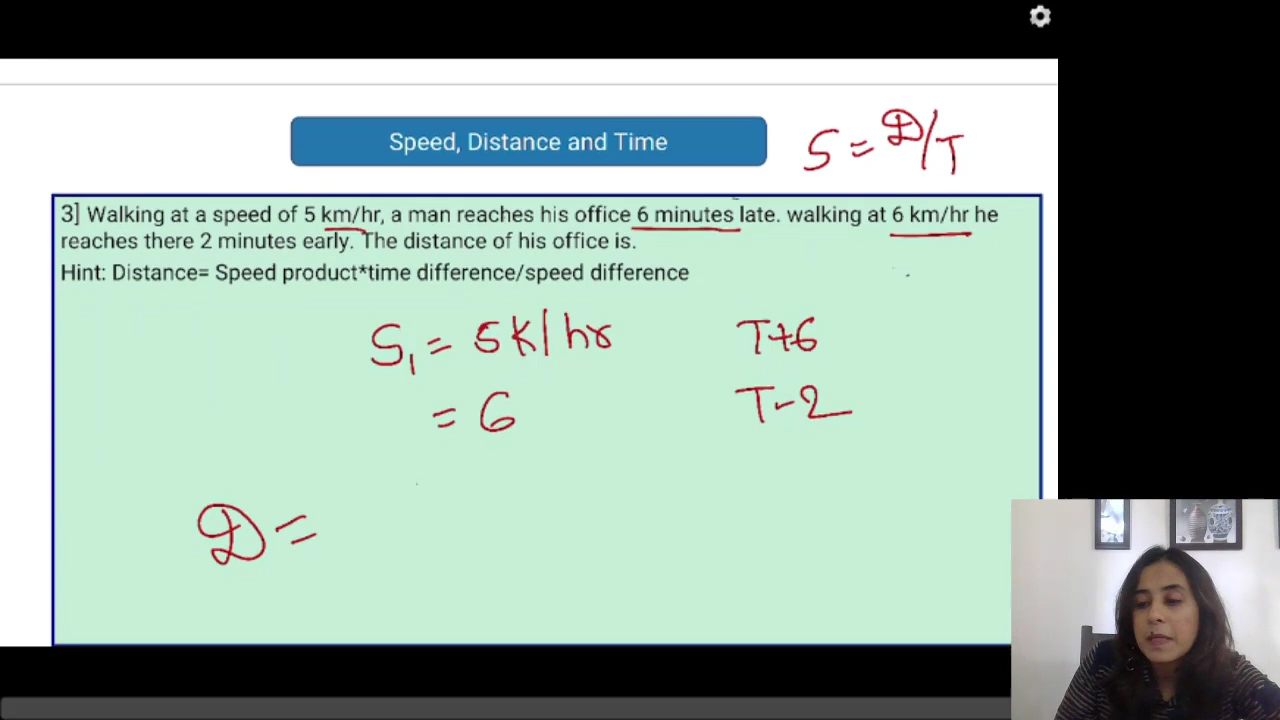 Speed, Distance and Time
S = D/T
3] Walking at a speed of 5 km/hr, a man reaches his office 6 minutes late. walking at 6 km/hr he
reaches there 2 minutes early. The distance of his office is.
Hint: Distance= Speed product*time difference/speed difference
S1 = 5K/hr T+6
= 6 T-2
D =